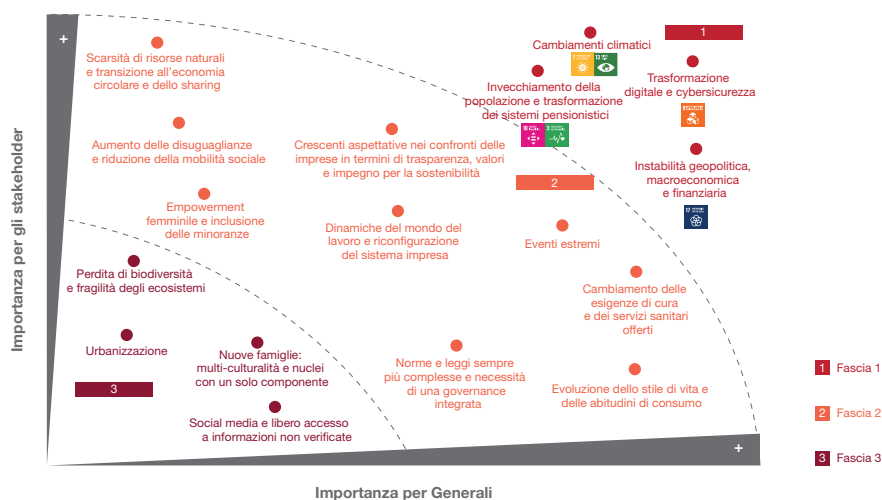 Importanza per gli stakeholder
+
Scarsità di risorse naturali
e transizione all'economia
circolare e dello sharing
Cambiamenti climatici
1
Invecchiamento della
popolazione e trasformazione
dei sistemi pensionistici
Trasformazione
digitale e cybersicurezza
Aumento delle disuguaglianze
e riduzione della mobilità sociale
Crescenti aspettative nei confronti delle
imprese in termini di trasparenza, valori
e impegno per la sostenibilità
Instabilità geopolitica,
macroeconomica
e finanziaria
2
Empowerment
femminile e inclusione
delle minoranze
Dinamiche del mondo del
lavoro e riconfigurazione
del sistema impresa
Eventi estremi
Perdita di biodiversità
e fragilità degli ecosistemi
Cambiamento delle
esigenze di cura
e dei servizi sanitari
offerti
Urbanizzazione
3
Nuove famiglie:
multi-culturalità e nuclei
con un solo componente
Norme e leggi sempre
più complesse e necessità
di una governance
integrata
Evoluzione dello stile di vita e
delle abitudini di consumo
Social media e libero accesso
a informazioni non verificate
+
1 Fascia 1
2 Fascia 2
3 Fascia 3
Importanza per Generali